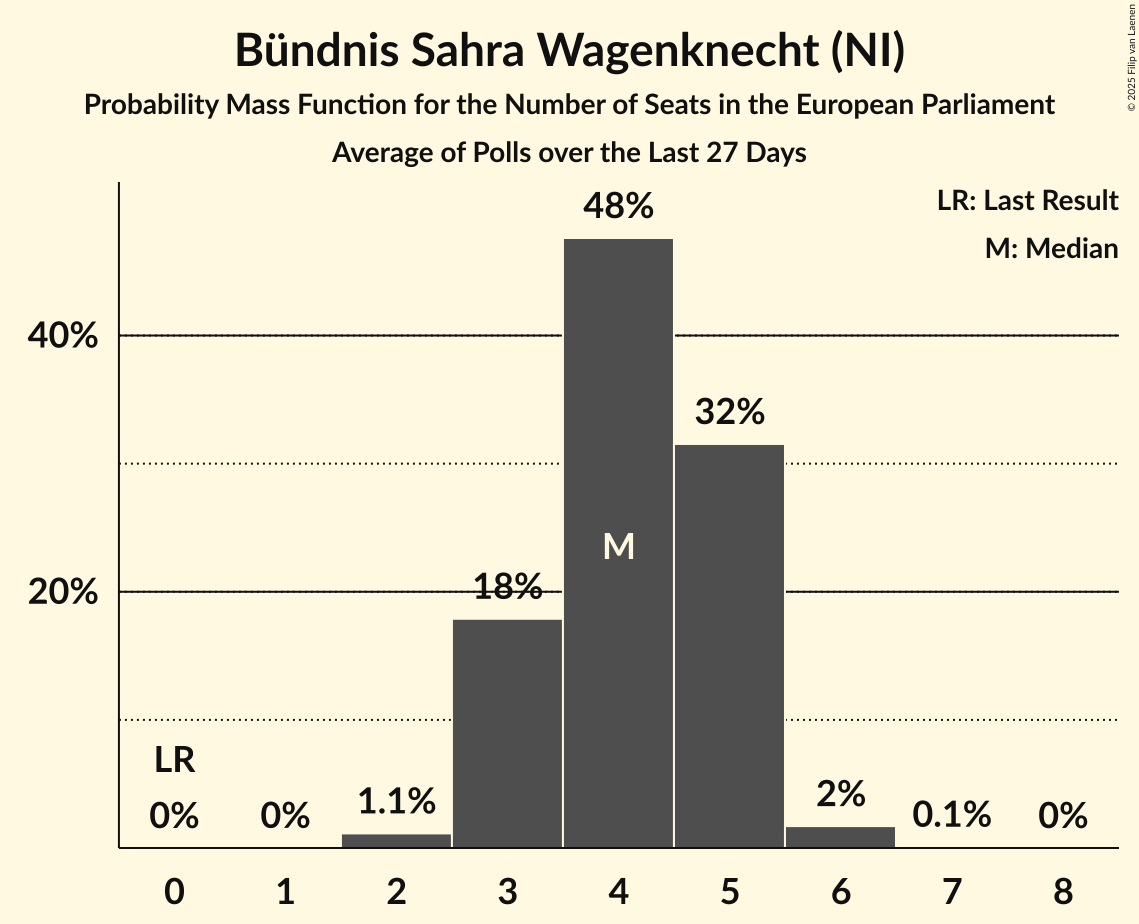 Bündnis Sahra Wagenknecht (NI)
Probability Mass Function for the Number of Seats in the European Parliament
Average of Polls over the Last 27 Days
© 2025 Filip van Laenen
LR: Last Result
M: Median
48%
40%
32%
M
18%
20%
LR
0%
0%
1.1%
2%
0.1%
0%
0 1 2 3 4 5 6 7 8